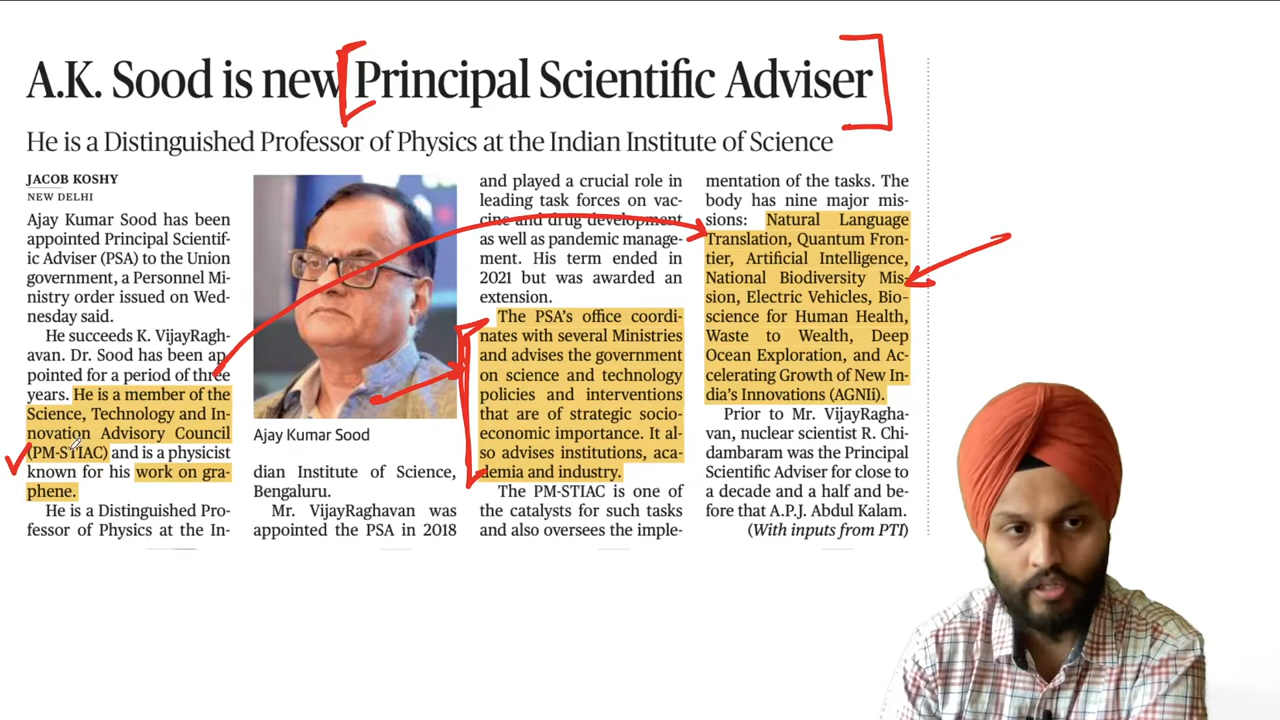 A.K. Sood is new Principal Scientific Adviser
He is a Distinguished Professor of Physics at the Indian Institute of Science
JACOB KOSHY
NEW DELHI
Ajay Kumar Sood has been
appointed Principal Scientif-
ic Adviser (PSA) to the Union
government, a Personnel Mi-
nistry order issued on Wed-
nesday said.
He succeeds K. VijayRagh-
avan. Dr. Sood has been ap-
pointed for a period of three
years. He is a member of the
Science, Technology and In-
novation Advisory Council
(PM-STIAC) and is a physicist
known for his work on gra-
phene.
He is a Distinguished Pro-
fessor of Physics at the In-
Ajay Kumar Sood
dian Institute of Science,
Bengaluru.
Mr. VijayRaghavan was
appointed the PSA in 2018
and played a crucial role in
leading task forces on vac-
cine and drug development
as well as pandemic manage-
ment. His term ended in
2021 but was awarded an
extension.
The PSA's office coordi-
nates with several Ministries
and advises the government
on science and technology
policies and interventions
that are of strategic socio-
economic importance. It al-
so advises institutions, aca-
demia and industry.
The PM-STIAC is one of
the catalysts for such tasks
and also oversees the imple-
mentation of the tasks. The
body has nine major mis-
sions: Natural Language
Translation, Quantum Fron-
tier, Artificial Intelligence,
National Biodiversity Mis-
sion, Electric Vehicles, Bio-
science for Human Health,
Waste to Wealth, Deep
Ocean Exploration, and Ac-
celerating Growth of New In-
dia's Innovations (AGNIi).
Prior to Mr. VijayRagha-
van, nuclear scientist R. Chi-
dambaram was the Principal
Scientific Adviser for close to
a decade and a half and be-
fore that A.P.J. Abdul Kalam.
(With inputs from PTI)